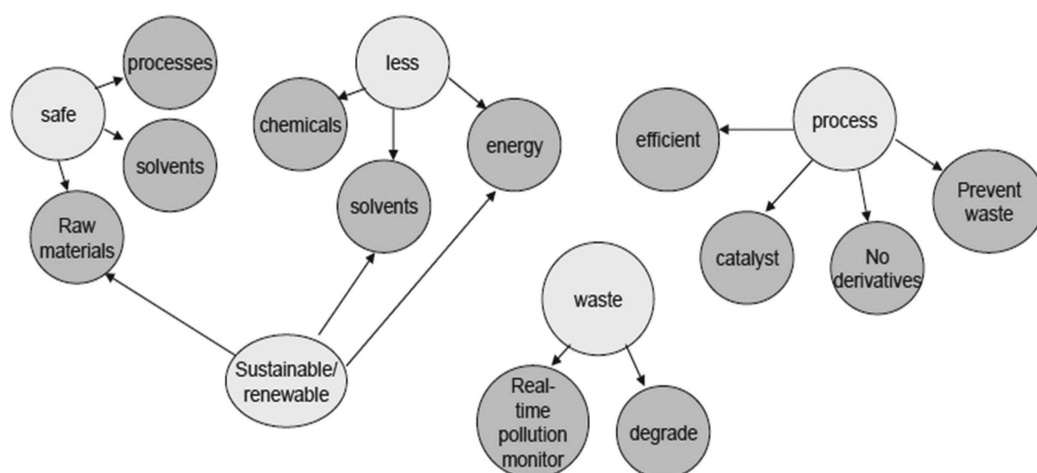 processes
safe
solvents
Raw
materials
less
chemicals
energy
solvents
Sustainable/
renewable
process
efficient
Prevent
waste
catalyst
No
derivatives
waste
Real-
time
pollution
monitor
degrade